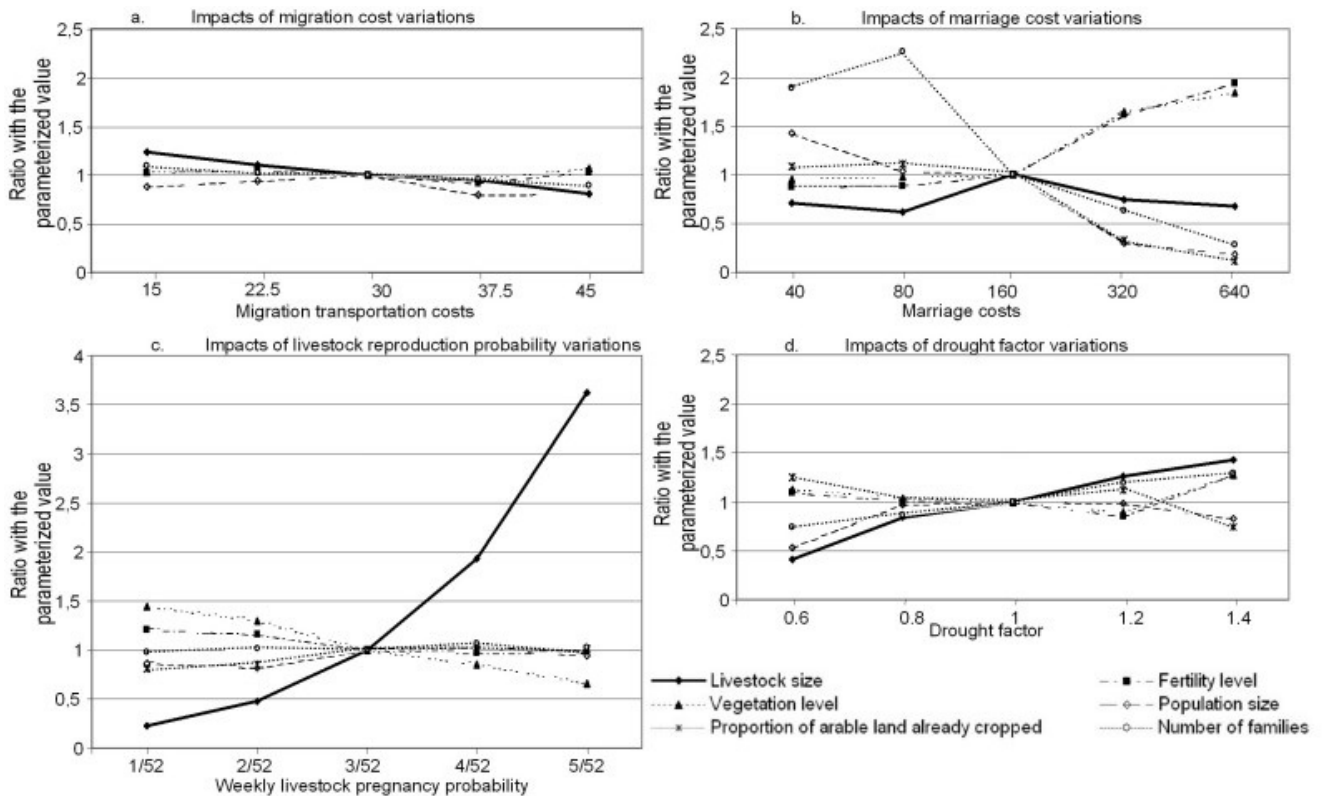 a. Impacts of migration cost variations
2,5
2
1,5
1
0,5
0
Ratio with the
parameterized value
15 22.5 30 37.5 45
Migration transportation costs
b. Impacts of marriage cost variations
2,5
2
1,5
1
0,5
0
Ratio with the
parameterized value
40 80 160 320 640
Marriage costs
c. Impacts of livestock reproduction probability variations
4
3.5
3
2.5
2
1.5
1
0.5
0
Ratio with the
parameterized value
1/52 2/52 3/52 4/52 5/52
Weekly livestock pregnancy probability
d. Impacts of drought factor variations
2,5
2
1,5
1
0,5
0
Ratio with the
parameterized value
0.6 0.8 1 1.2 1.4
Drought factor
Livestock size
Fertility level
Vegetation level
Population size
Proportion of arable land already cropped
Number of families